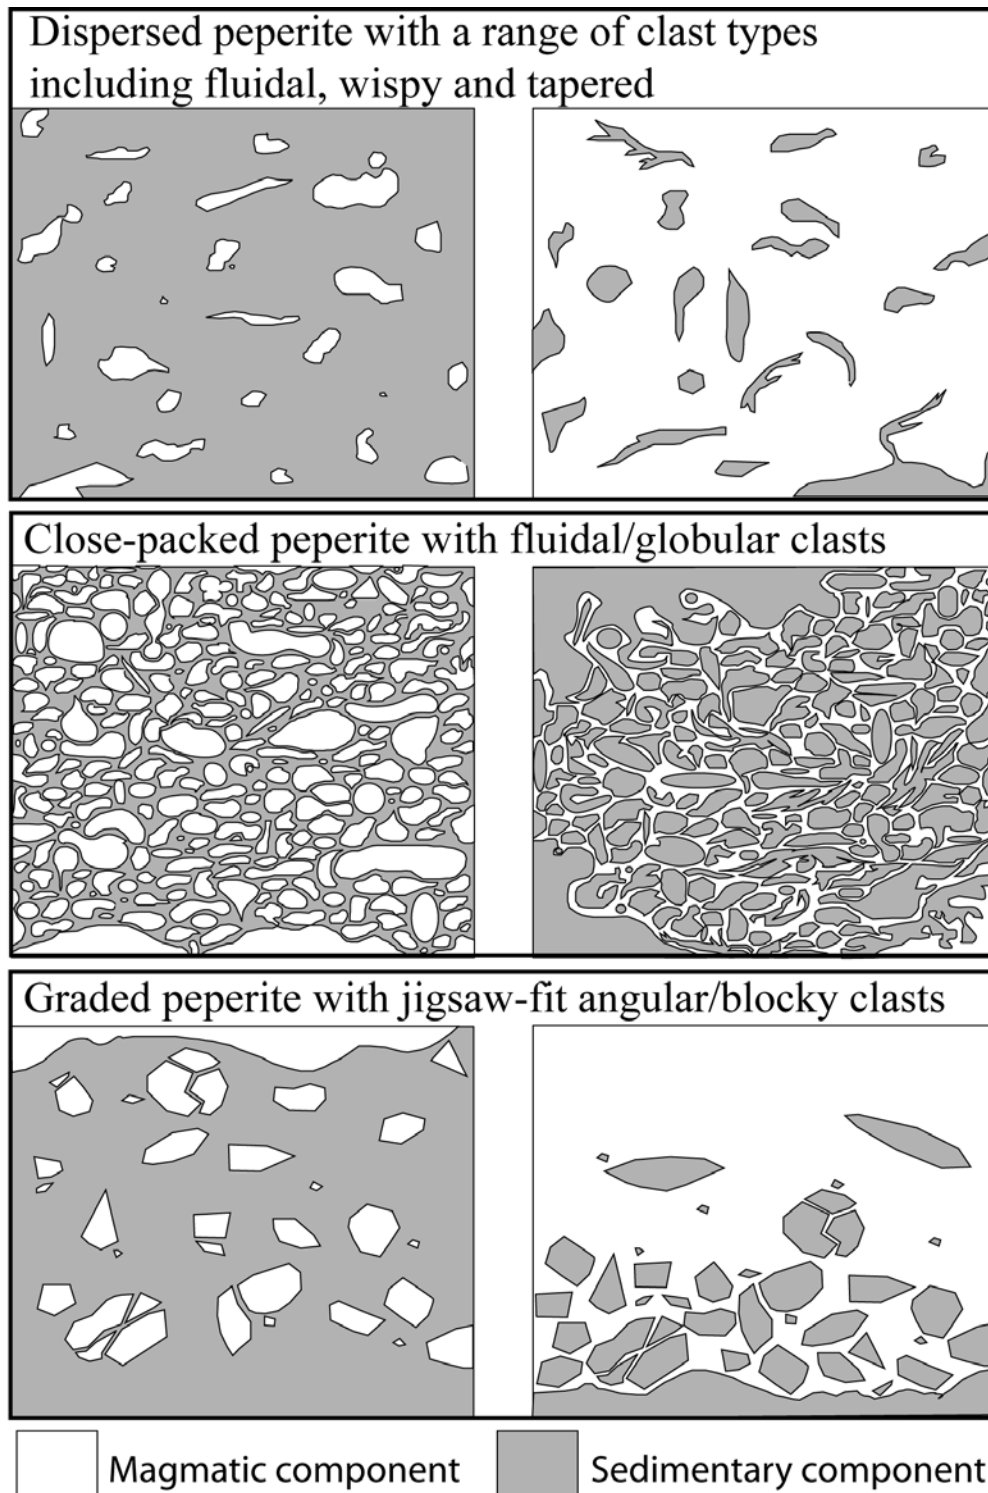 Dispersed peperite with a range of clast types
including fluidal, wispy and tapered
Close-packed peperite with fluidal/globular clasts
Graded peperite with jigsaw-fit angular/blocky clasts
Magmatic component
Sedimentary component